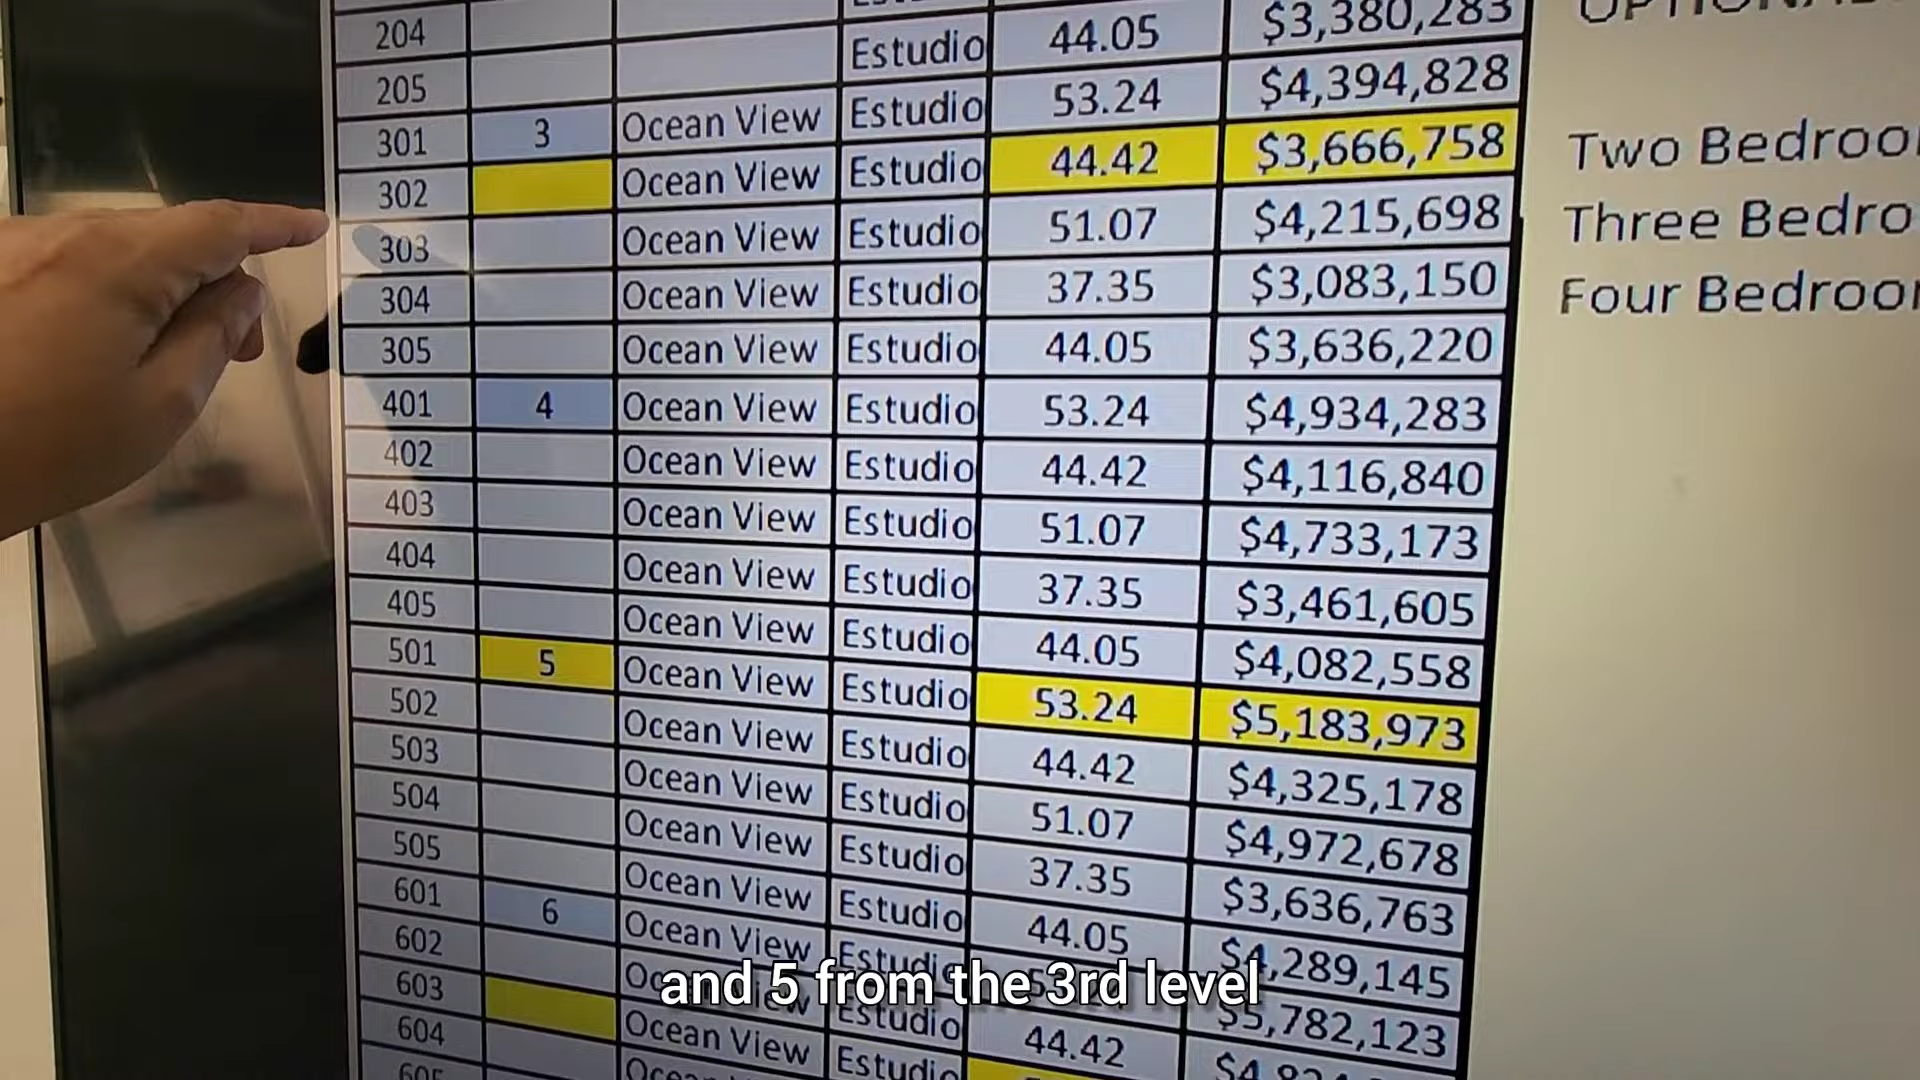 204
205 Estudio 44.05 $3,380,283
301 3 Ocean View Estudio 53.24 $4,394,828
302 Ocean View Estudio 44.42 $3,666,758
303 Ocean View Estudio 51.07 $4,215,698
304 Ocean View Estudio 37.35 $3,083,150
305 Ocean View Estudio 44.05 $3,636,220
401 4 Ocean View Estudio 53.24 $4,934,283
402 Ocean View Estudio 44.42 $4,116,840
403 Ocean View Estudio 51.07 $4,733,173
404 Ocean View Estudio 37.35 $3,461,605
405 Ocean View Estudio 44.05 $4,082,558
501 5 Ocean View Estudio 53.24 $5,183,973
502 Ocean View Estudio 44.42 $4,325,178
503 Ocean View Estudio 51.07 $4,972,678
504 Ocean View Estudio 37.35 $3,636,763
505 Ocean View Estudio 44.05 $4,289,145
601 6 Ocean View Estudio $5,782,123
602 View Estudio 44.42
603 Ocean View Estudio
604
Two Bedroo
Three Bedro
Four Bedroo
and 5 from the 3rd level